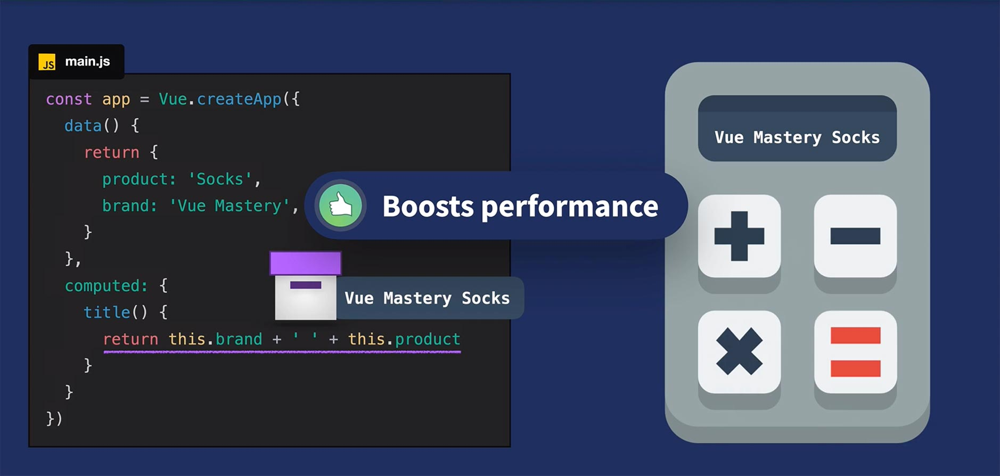 JS main.js
const app = Vue.createApp({
  data() {
    return {
      product: 'Socks',
      brand: 'Vue Mastery',
    }
  },
  computed: {
    title() {
      return this.brand + ' ' + this.product
    }
  }
})
Boosts performance
Vue Mastery Socks
Vue Mastery Socks